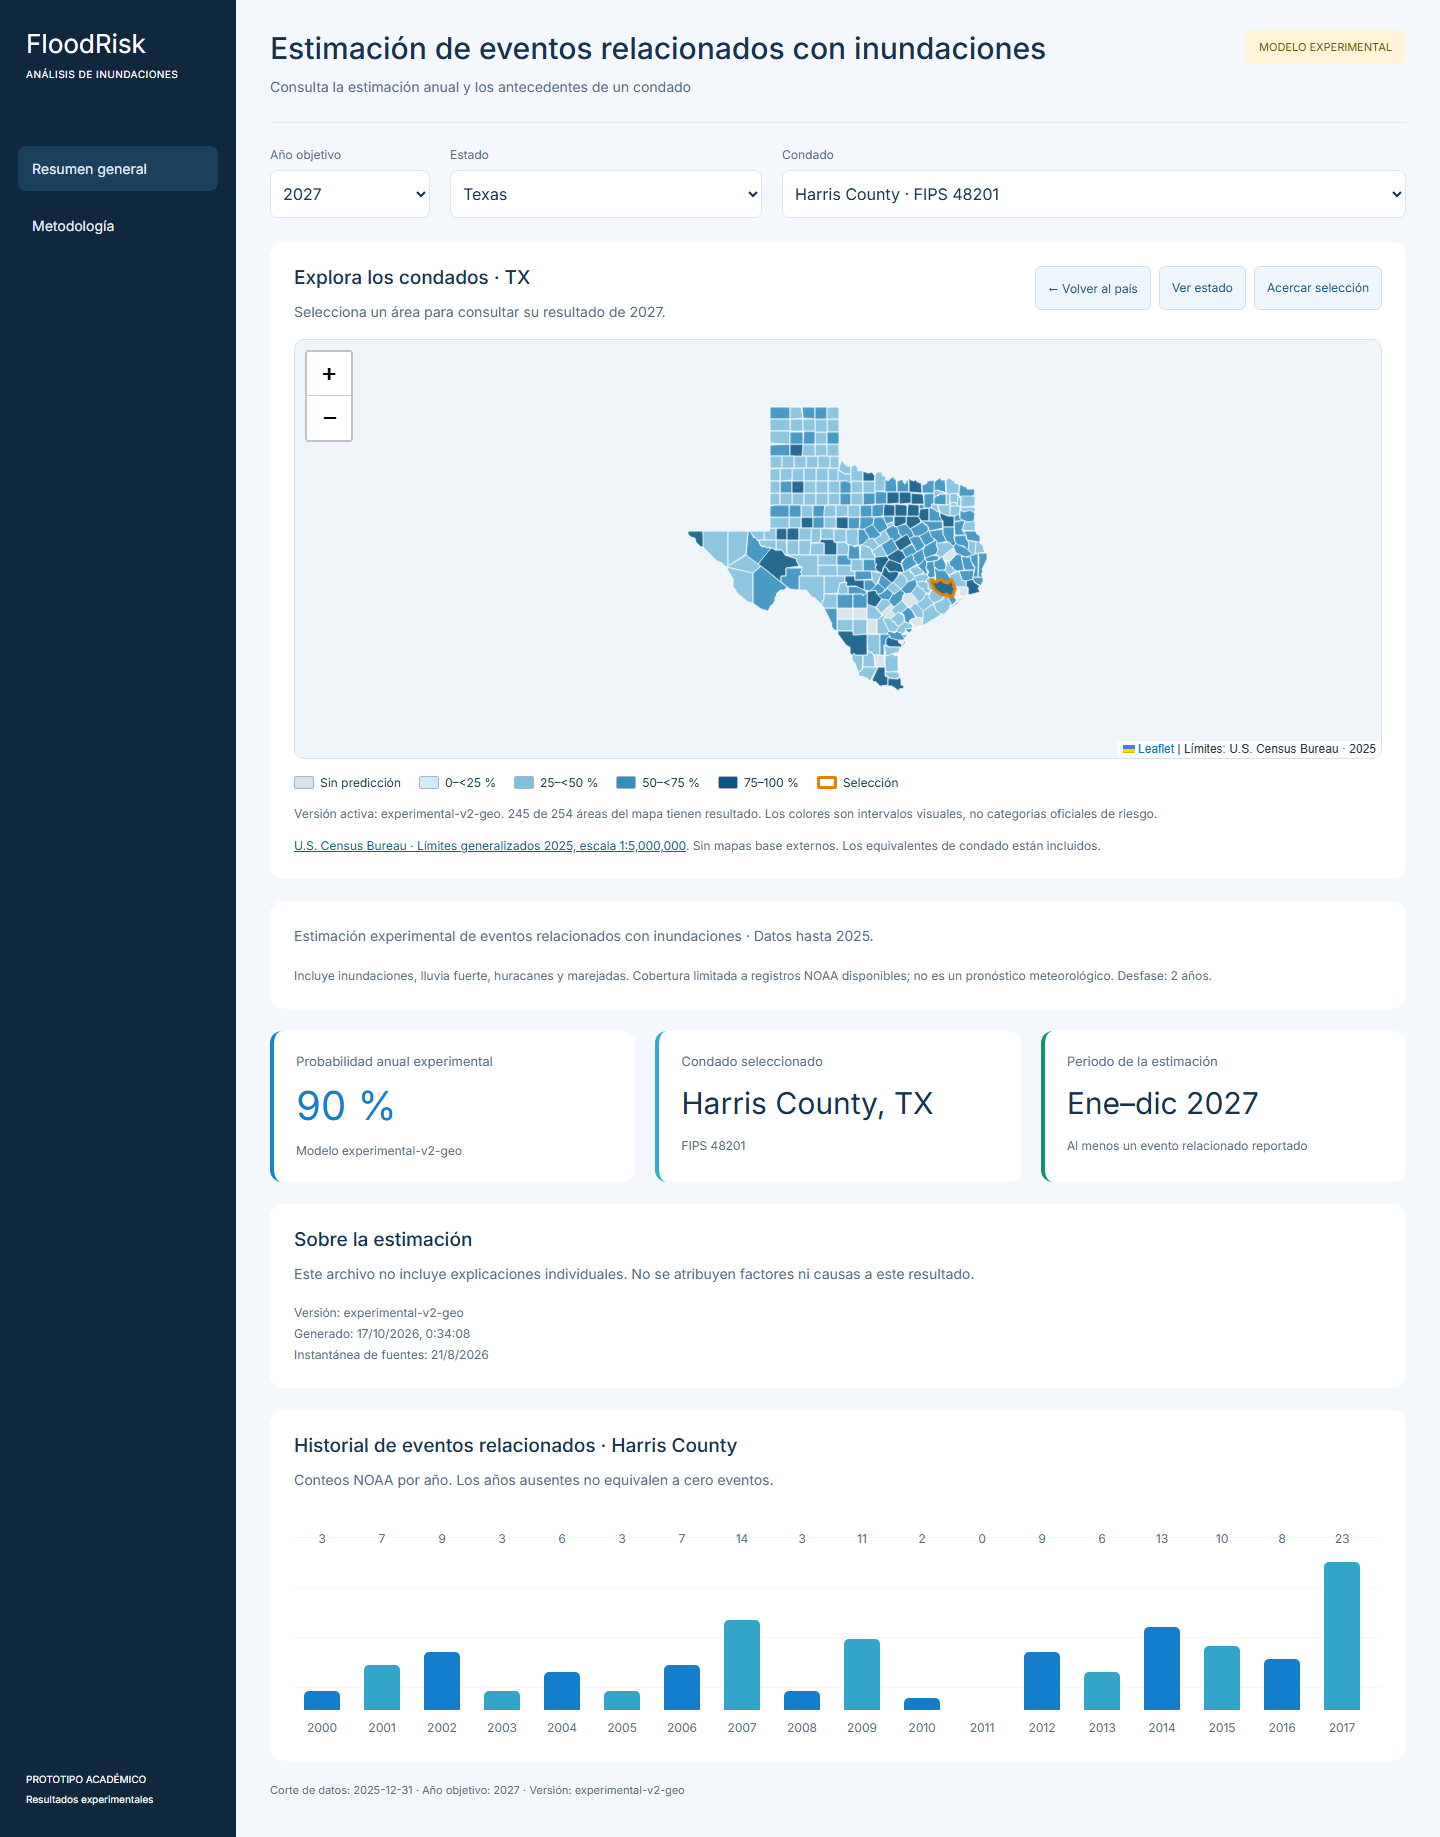 FloodRisk
ANÁLISIS DE INUNDACIONES
Resumen general
Metodología
PROTOTIPO ACADÉMICO
Resultados experimentales
Estimación de eventos relacionados con inundaciones
MODELO EXPERIMENTAL
Consulta la estimación anual y los antecedentes de un condado
Año objetivo Estado Condado
2027 Texas Harris County · FIPS 48201
Explora los condados · TX
← Volver al país Ver estado Acercar selección
Selecciona un área para consultar su resultado de 2027.
+
−
Leaflet | Límites: U.S. Census Bureau · 2025
Sin predicción 0–<25 % 25–<50 % 50–<75 % 75–100 % Selección
Versión activa: experimental-v2-geo. 245 de 254 áreas del mapa tienen resultado. Los colores son intervalos visuales, no categorías oficiales de riesgo.
U.S. Census Bureau · Límites generalizados 2025, escala 1:5,000,000. Sin mapas base externos. Los equivalentes de condado están incluidos.
Estimación experimental de eventos relacionados con inundaciones · Datos hasta 2025.
Incluye inundaciones, lluvia fuerte, huracanes y marejadas. Cobertura limitada a registros NOAA disponibles; no es un pronóstico meteorológico. Desfase: 2 años.
Probabilidad anual experimental
90 %
Modelo experimental-v2-geo
Condado seleccionado
Harris County, TX
FIPS 48201
Periodo de la estimación
Ene–dic 2027
Al menos un evento relacionado reportado
Sobre la estimación
Este archivo no incluye explicaciones individuales. No se atribuyen factores ni causas a este resultado.
Versión: experimental-v2-geo
Generado: 17/10/2026, 0:34:08
Instantánea de fuentes: 21/8/2026
Historial de eventos relacionados · Harris County
Conteos NOAA por año. Los años ausentes no equivalen a cero eventos.
3 7 9 3 6 3 7 14 3 11 2 0 9 6 13 10 8 23
2000 2001 2002 2003 2004 2005 2006 2007 2008 2009 2010 2011 2012 2013 2014 2015 2016 2017
Corte de datos: 2025-12-31 · Año objetivo: 2027 · Versión: experimental-v2-geo